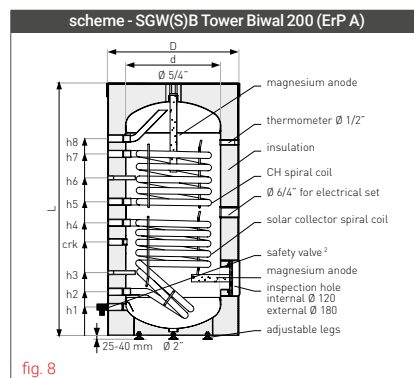 scheme - SGW(S)B Tower Biwal 200 (ErP A)
D
d
Ø 5/4"
magnesium anode
thermometer Ø 1/2"
insulation
CH spiral coil
Ø 6/4" for electrical set
solar collector spiral coil
safety valve²
magnesium anode
inspection hole
internal Ø 120
external Ø 180
adjustable legs
L
h8
h7
h6
h5
h4
crk
h3
h2
h1
25-40 mm Ø 2"
fig. 8